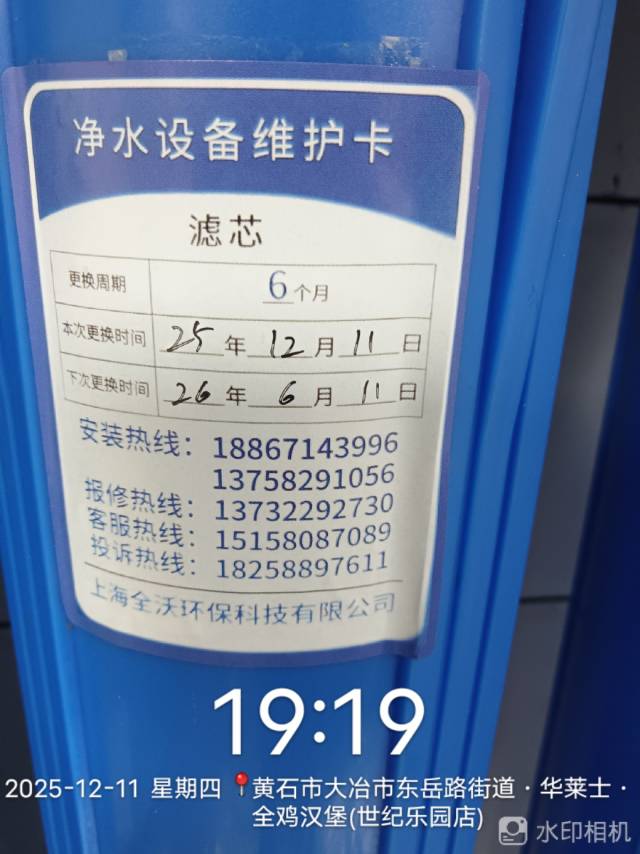 净水设备维护卡
滤芯
更换周期 6个月
本次更换时间 25年12月11日
下次更换时间 26年6月11日
安装热线：18867143996
13758291056
报修热线：13732292730
客服热线：15158087089
投诉热线：18258897611
上海全沃环保科技有限公司
19:19
2025-12-11 星期四 黄石市大冶市东岳路街道·华莱士·
全鸡汉堡(世纪乐园店)
水印相机